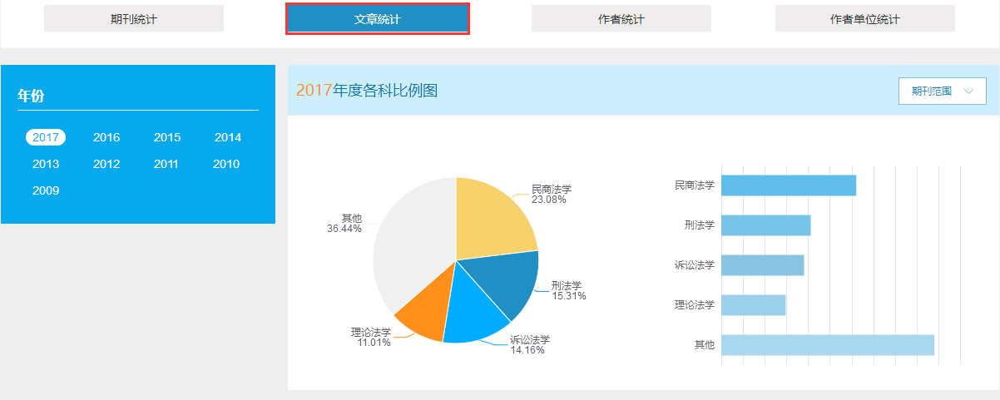 期刊统计
文章统计
作者统计
作者单位统计
年份
2017 2016 2015 2014
2013 2012 2011 2010
2009
2017年度各科比例图
期刊范围
民商法学
23.08%
刑法学
15.31%
诉讼法学
14.16%
理论法学
11.01%
其他
36.44%
民商法学
刑法学
诉讼法学
理论法学
其他